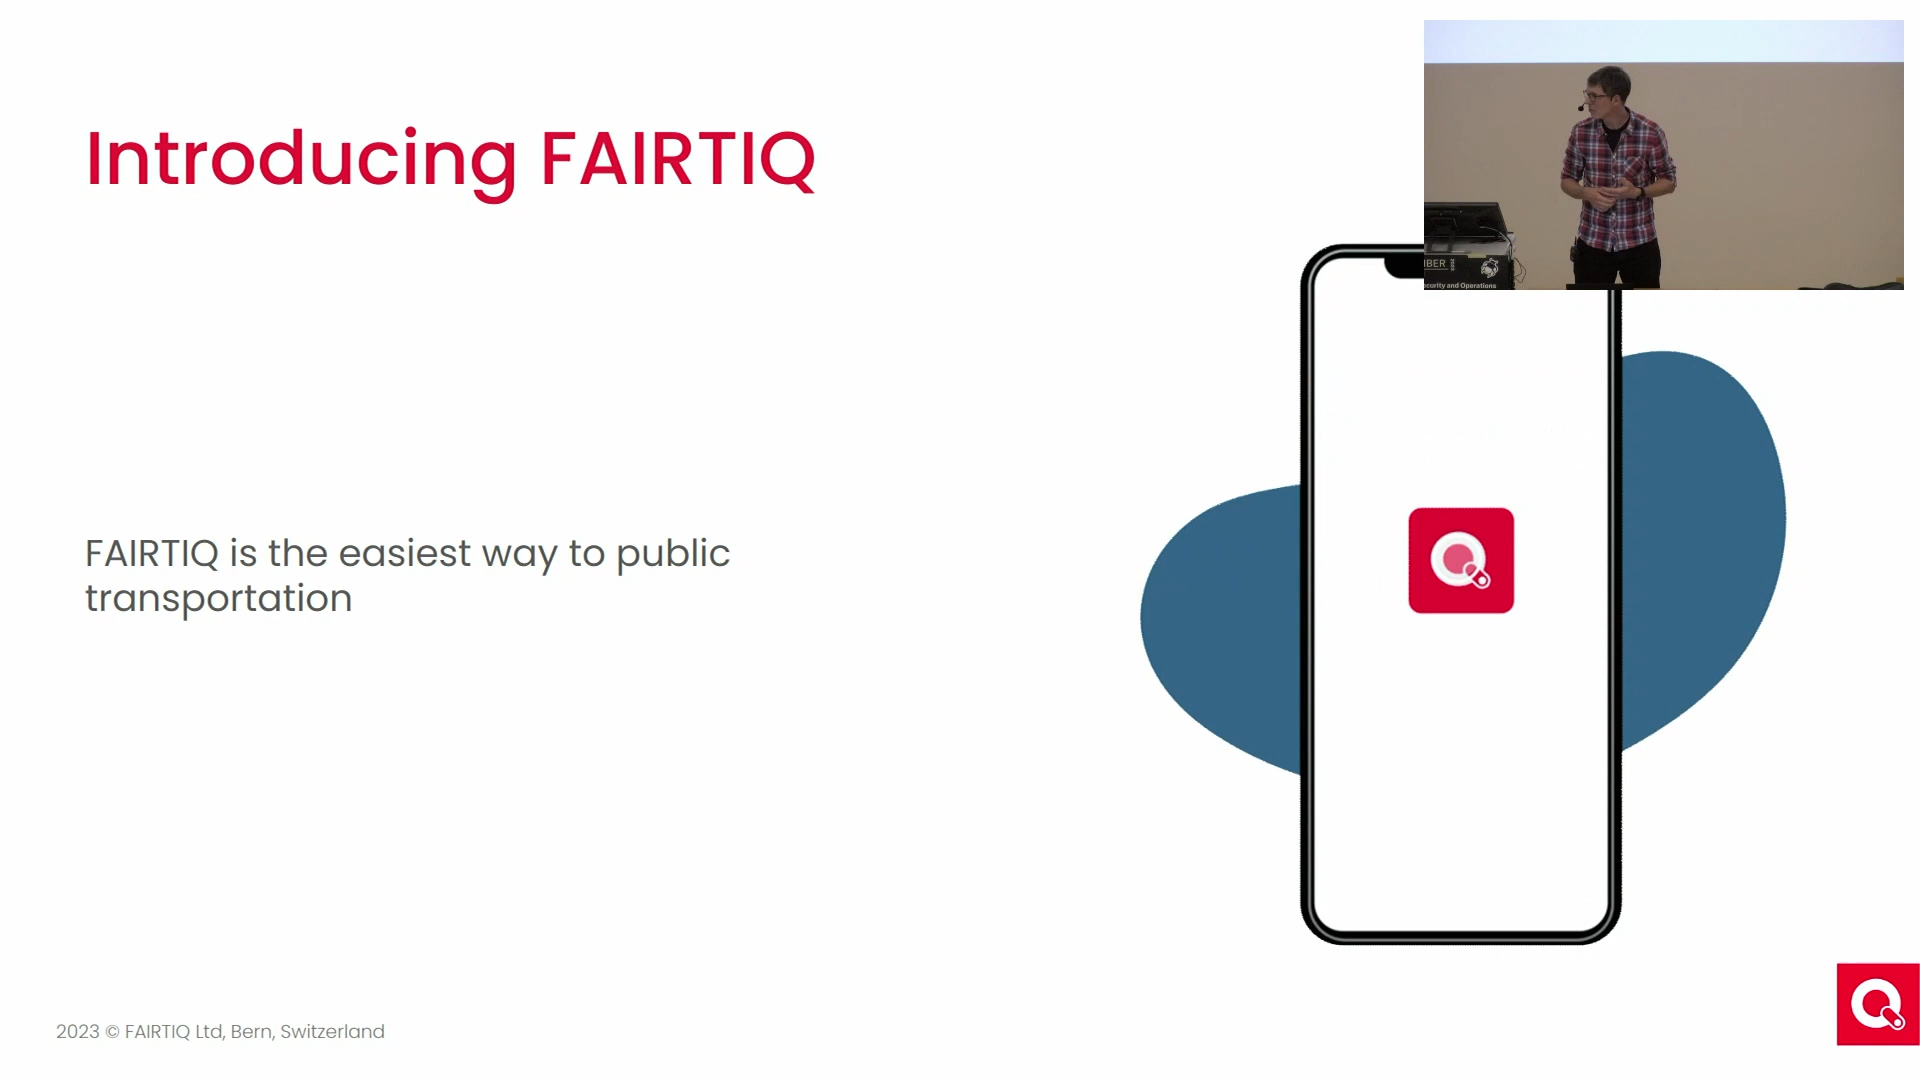 Introducing FAIRTIQ
FAIRTIQ is the easiest way to public
transportation
2023 © FAIRTIQ Ltd, Bern, Switzerland